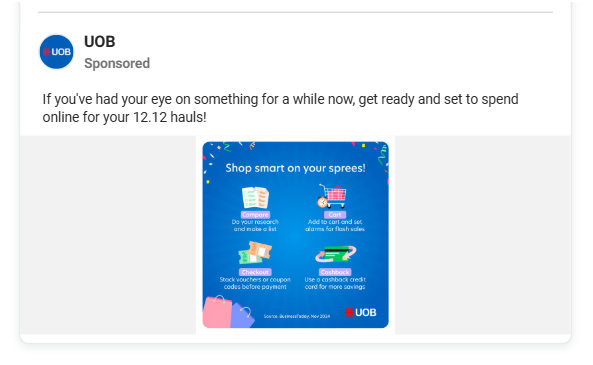 UOB
UOB
Sponsored
If you've had your eye on something for a while now, get ready and set to spend
online for your 12.12 hauls!
Shop smart on your sprees!
Compare
Do your research
and make a list
Cart
Add to cart and set
alarms for flash sales
Checkout
Stack vouchers or coupon
codes before payment
Cashback
Use a cashback credit
card for more savings
Source: BusinessToday, Nov 2024
UOB